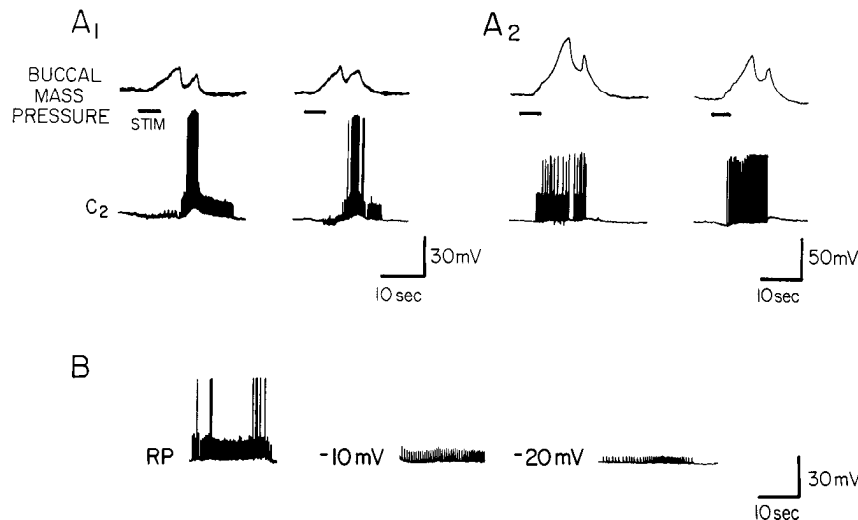 A1
A2
BUCCAL
MASS
PRESSURE
STIM
C2
30mV
10 sec
50mV
10sec
B
RP
-10mV
-20mV
30mV
10sec